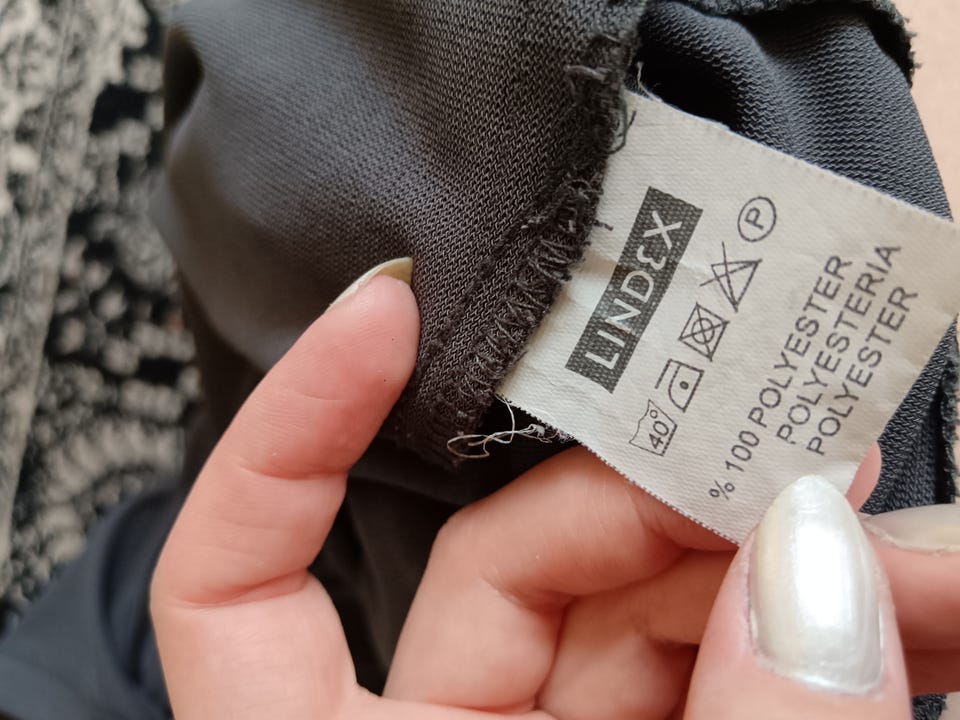 LINDEX
40°
P
% 100 POLYESTER
POLYESTERIA
POLYESTER